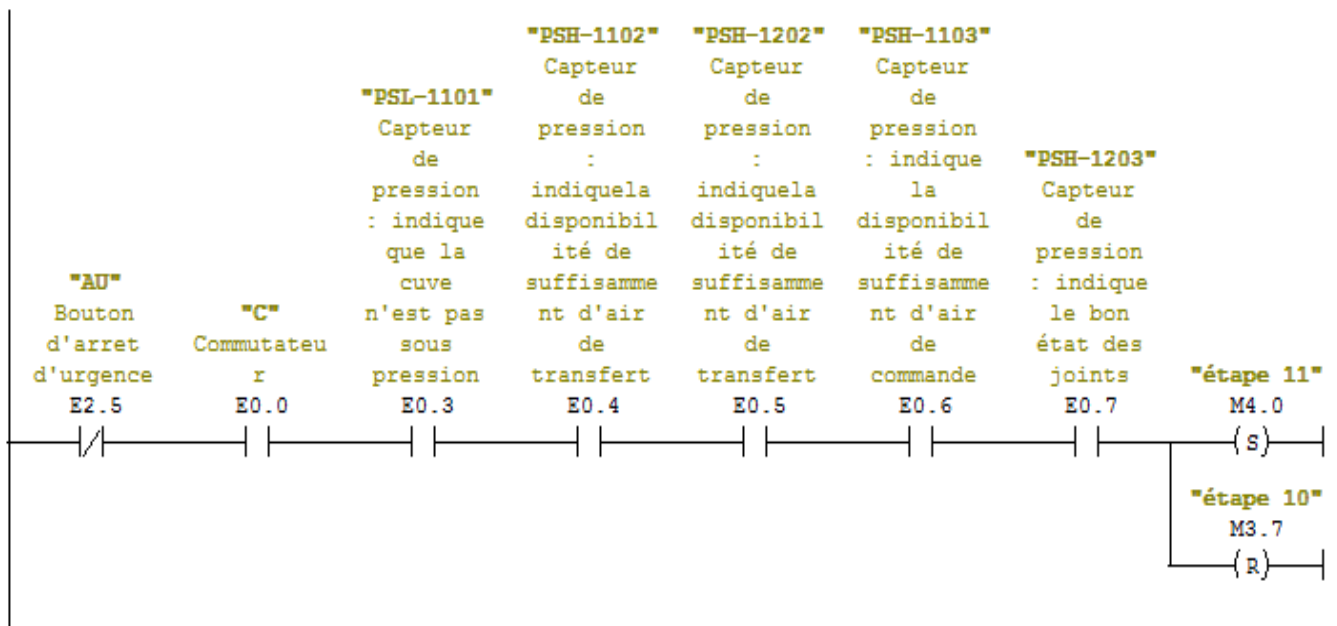 "AU"
Bouton
d'arret
d'urgence
E2.5
"C"
Commutateu
r
E0.0
"PSL-1101"
Capteur
de
pression
: indique
que la
cuve
n'est pas
sous
pression
E0.3
"PSH-1102"
Capteur
de
pression
:
indiquela
disponibil
ité de
suffisamme
nt d'air
de
transfert
E0.4
"PSH-1202"
Capteur
de
pression
:
indiquela
disponibil
ité de
suffisamme
nt d'air
de
transfert
E0.5
"PSH-1103"
Capteur
de
pression
: indique
la
disponibil
ité de
suffisamme
nt d'air
de
commande
E0.6
"PSH-1203"
Capteur
de
pression
: indique
le bon
état des
joints
E0.7
"étape 11"
M4.0
S
"étape 10"
M3.7
R